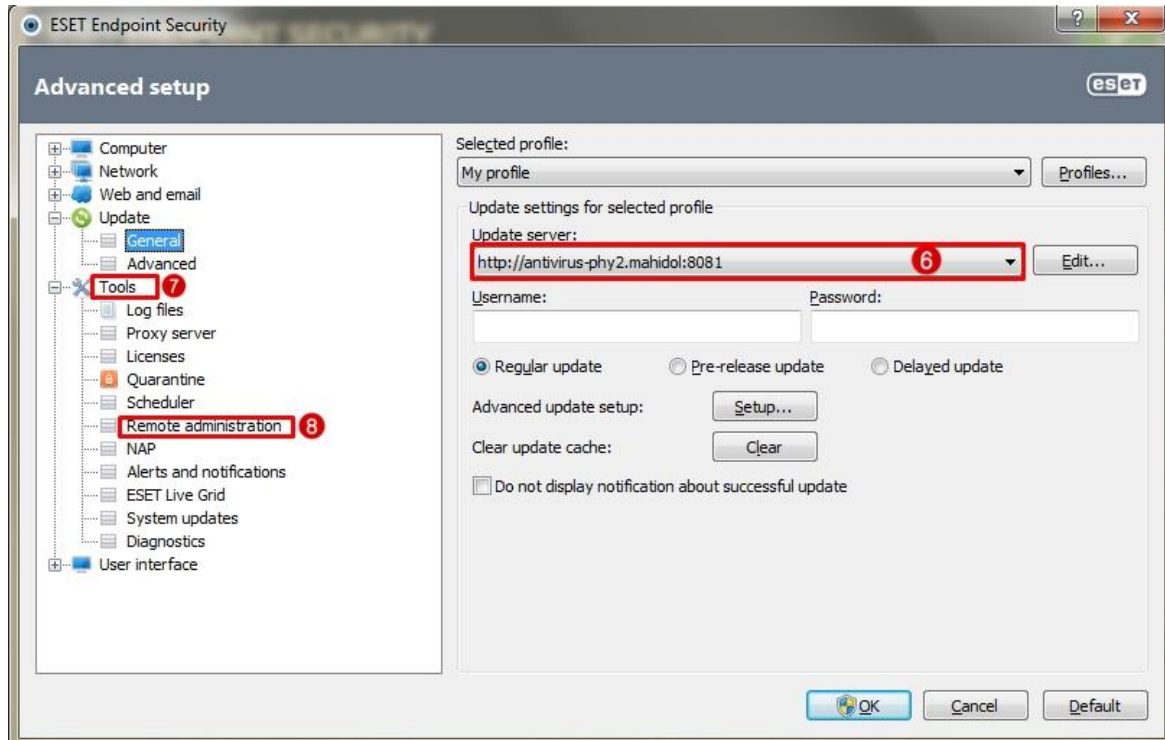 ESET Endpoint Security
?
X
Advanced setup
eset
Computer
Network
Web and email
Update
General
Advanced
Tools 7
Log files
Proxy server
Licenses
Quarantine
Scheduler
Remote administration 8
NAP
Alerts and notifications
ESET Live Grid
System updates
Diagnostics
User interface
Selected profile:
My profile
Profiles...
Update settings for selected profile
Update server:
http://antivirus-phy2.mahidol:8081 6
Edit...
Username: Password:
Regular update Pre-release update Delayed update
Advanced update setup: Setup...
Clear update cache: Clear
Do not display notification about successful update
OK Cancel Default